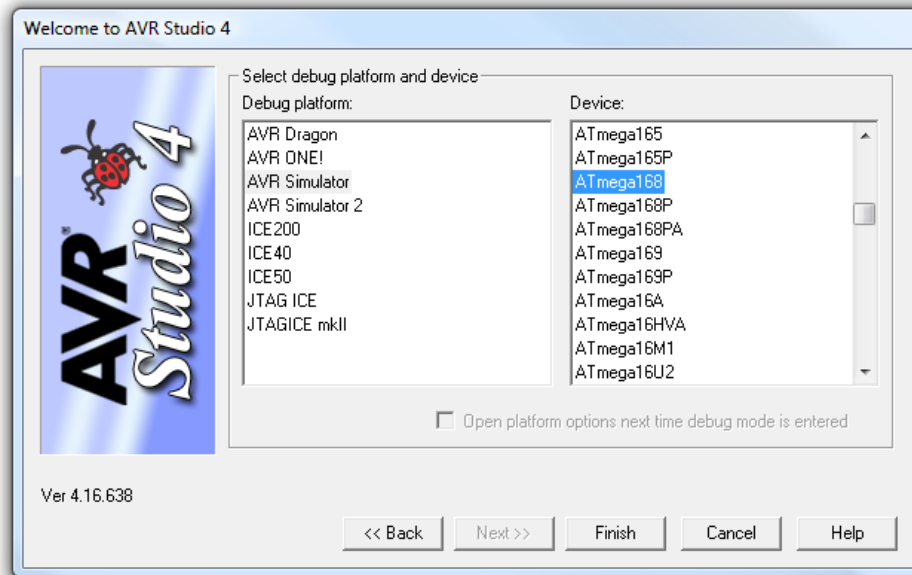 Welcome to AVR Studio 4
AVR® Studio 4
Select debug platform and device
Debug platform:
AVR Dragon
AVR ONE!
AVR Simulator
AVR Simulator 2
ICE200
ICE40
ICE50
JTAG ICE
JTAGICE mkII
Device:
ATmega165
ATmega165P
ATmega168
ATmega168P
ATmega168PA
ATmega169
ATmega169P
ATmega16A
ATmega16HVA
ATmega16M1
ATmega16U2
Open platform options next time debug mode is entered
Ver 4.16.638
<< Back
Next >>
Finish
Cancel
Help